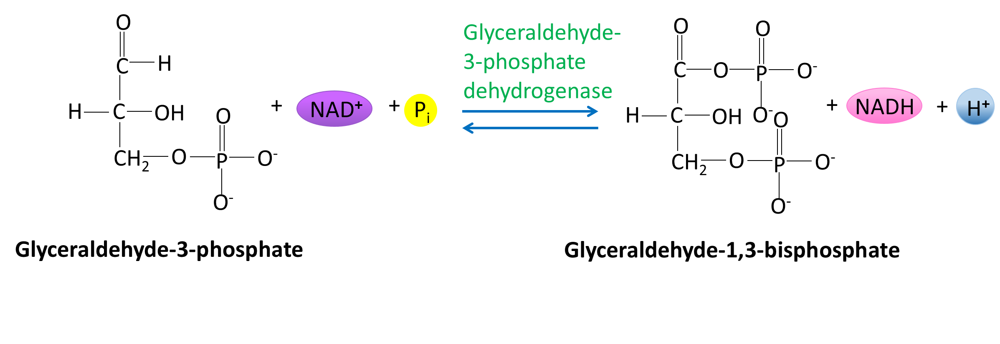 O
C H
H C OH
CH₂ O P O⁻
O
O⁻
+ NAD⁺ + Pᵢ
Glyceraldehyde-
3-phosphate
dehydrogenase
O
O
C O P O⁻
H C OH O⁻
O
CH₂ O P O⁻
O⁻
+ NADH + H⁺
Glyceraldehyde-3-phosphate
Glyceraldehyde-1,3-bisphosphate